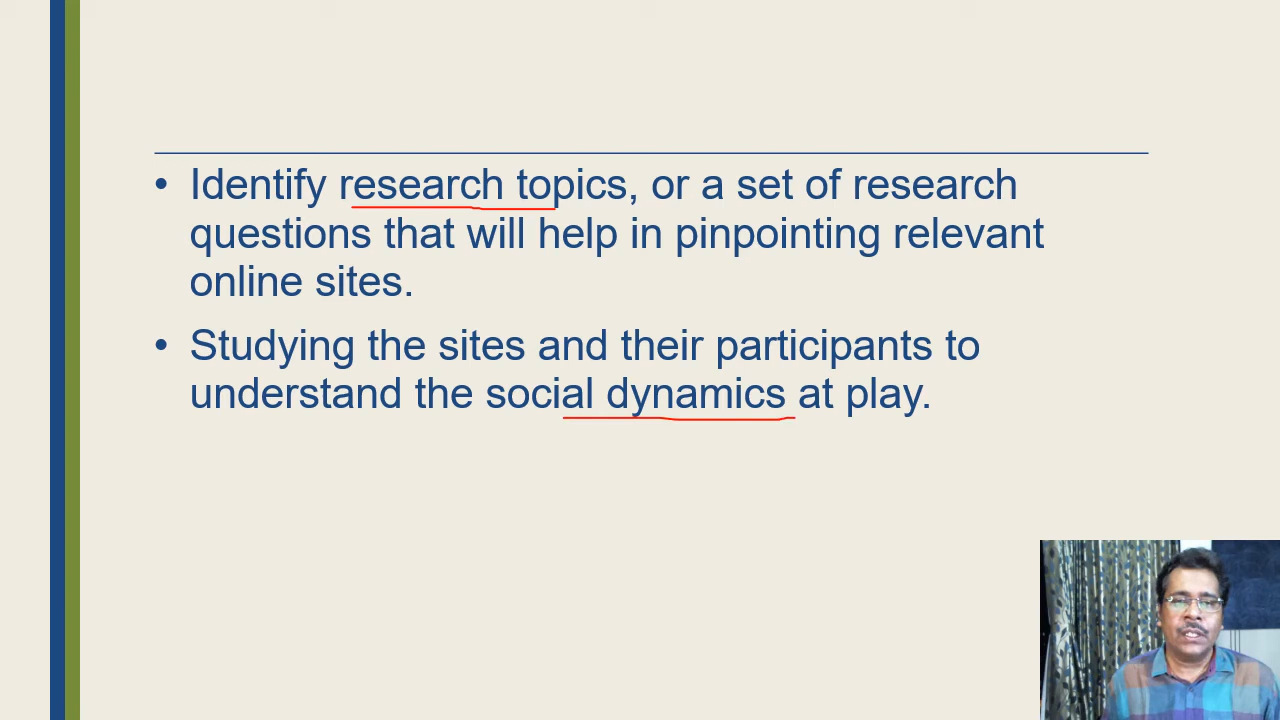 • Identify research topics, or a set of research
questions that will help in pinpointing relevant
online sites.
• Studying the sites and their participants to
understand the social dynamics at play.